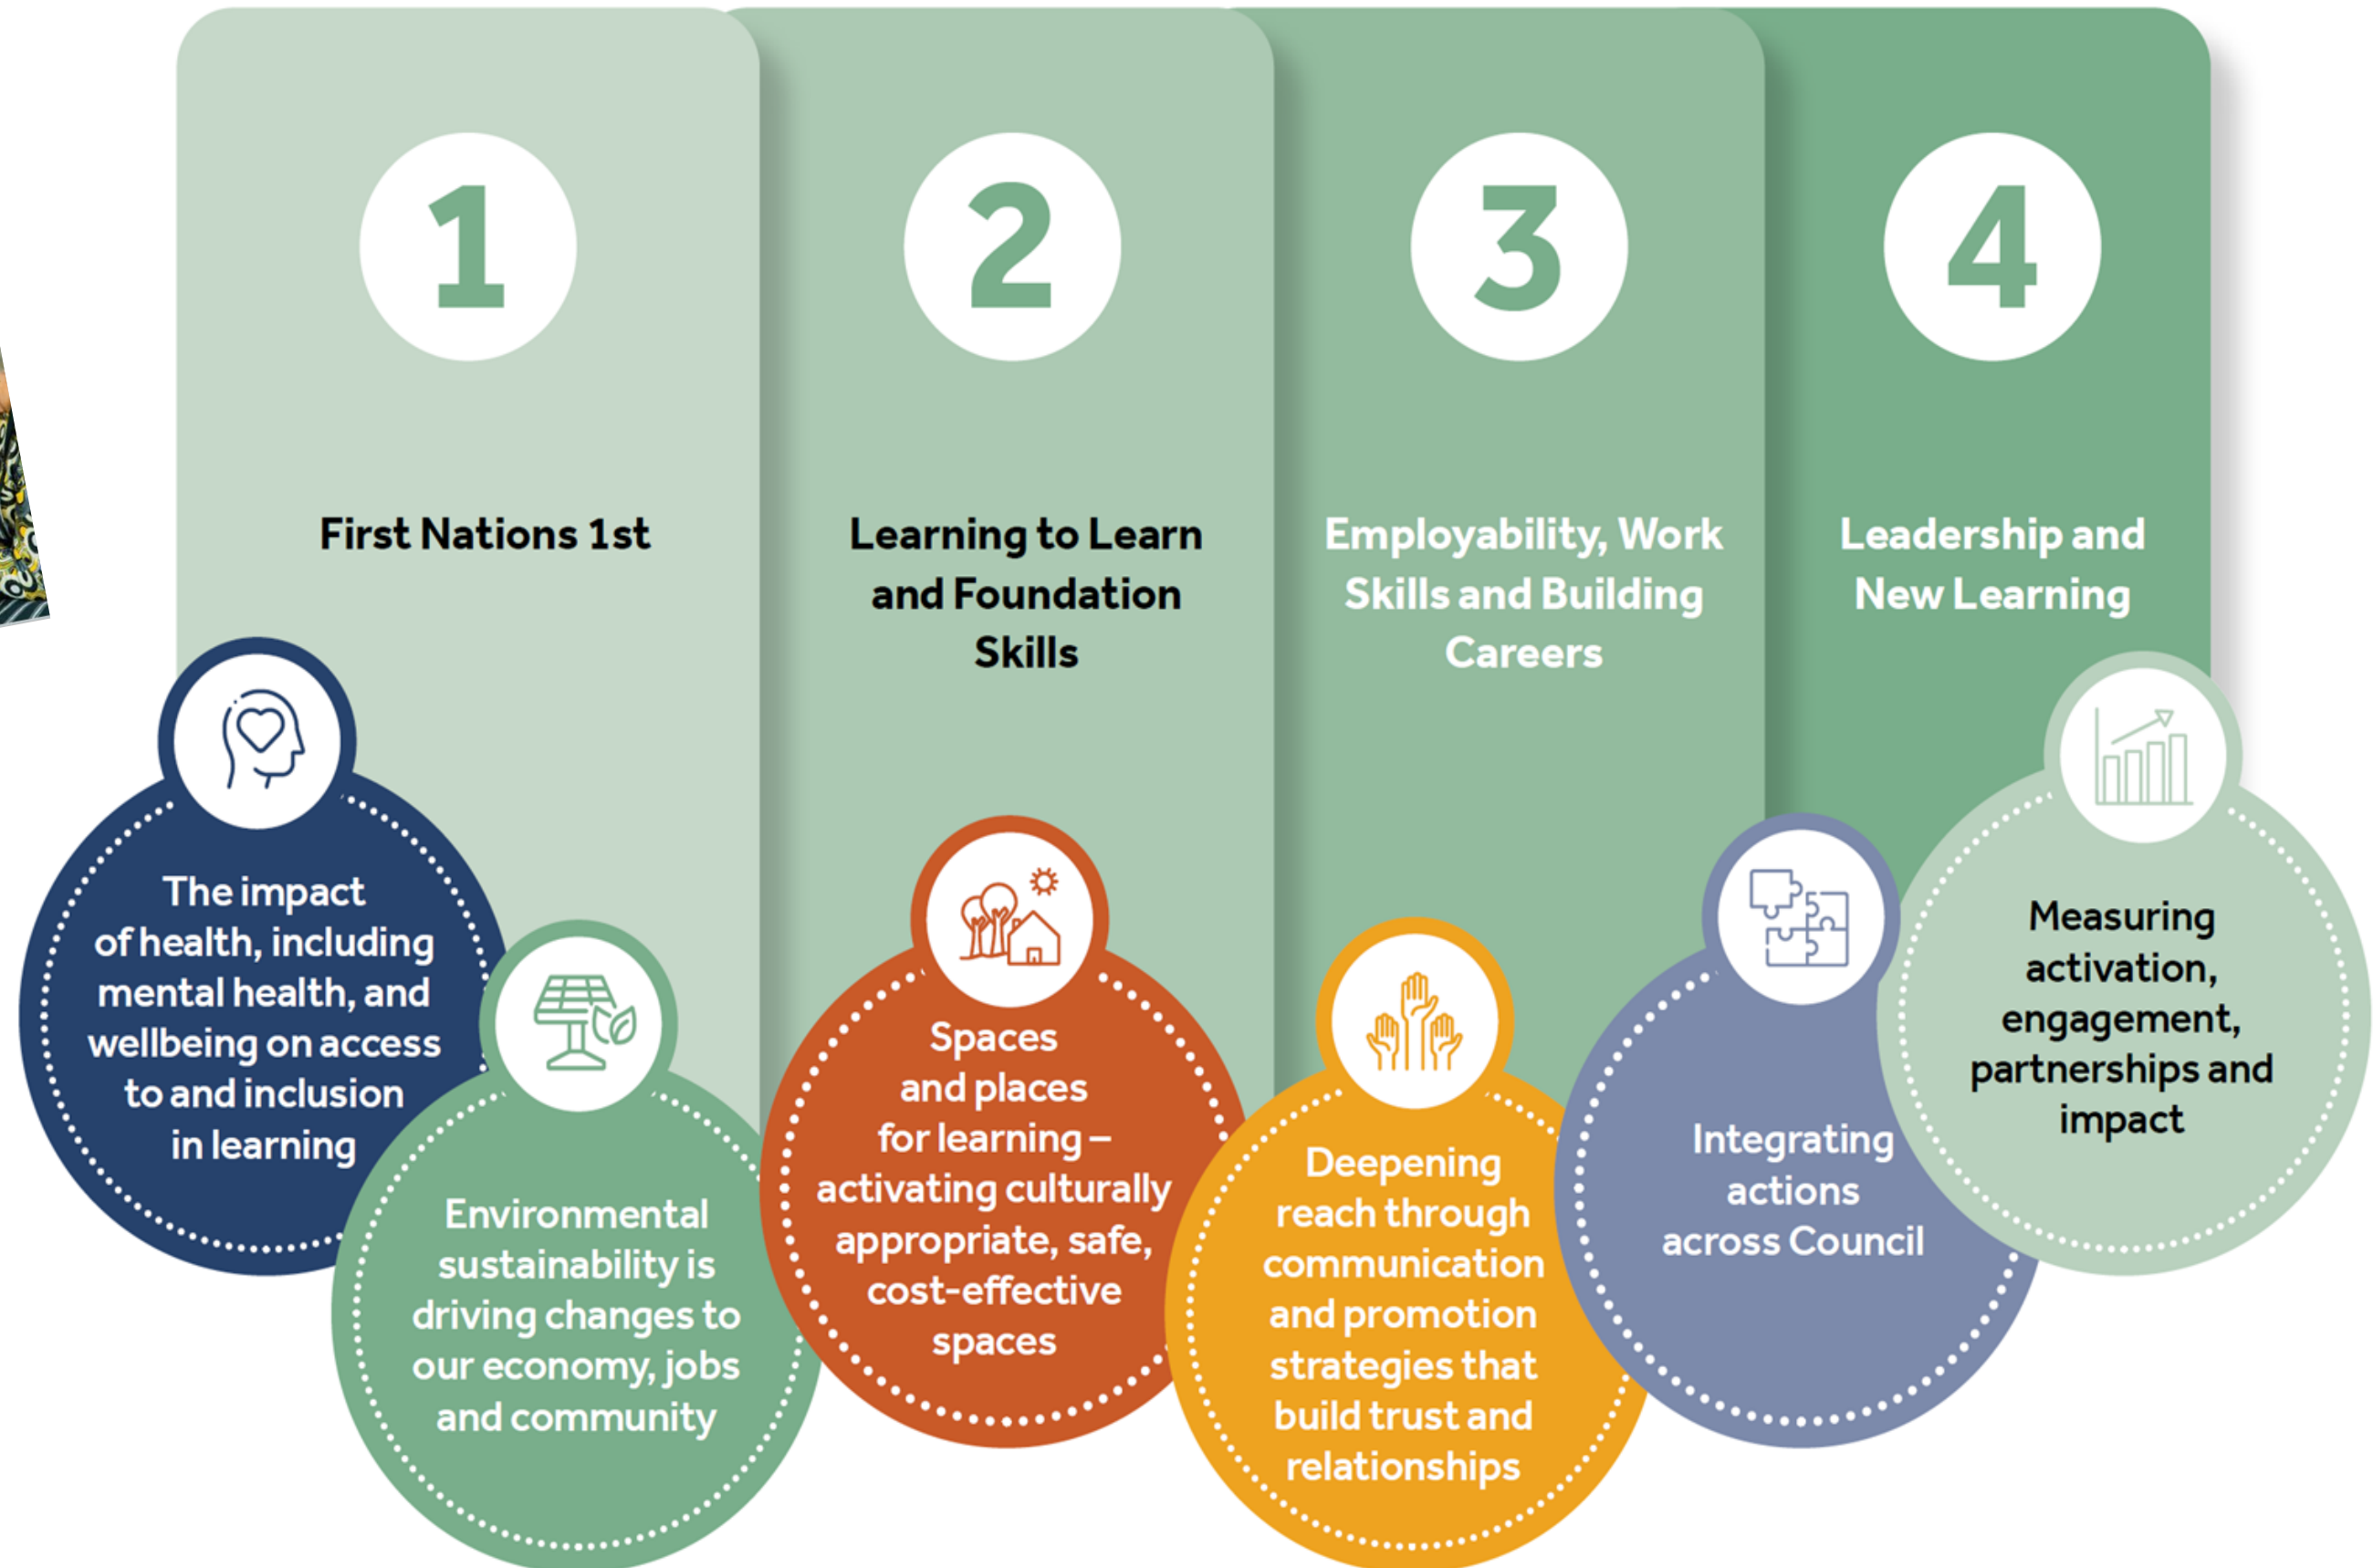 1
First Nations 1st
2
Learning to Learn
and Foundation
Skills
3
Employability, Work
Skills and Building
Careers
4
Leadership and
New Learning
The impact
of health, including
mental health, and
wellbeing on access
to and inclusion
in learning
Environmental
sustainability is
driving changes to
our economy, jobs
and community
Spaces
and places
for learning –
activating culturally
appropriate, safe,
cost-effective
spaces
Deepening
reach through
communication
and promotion
strategies that
build trust and
relationships
Integrating
actions
across Council
Measuring
activation,
engagement,
partnerships and
impact